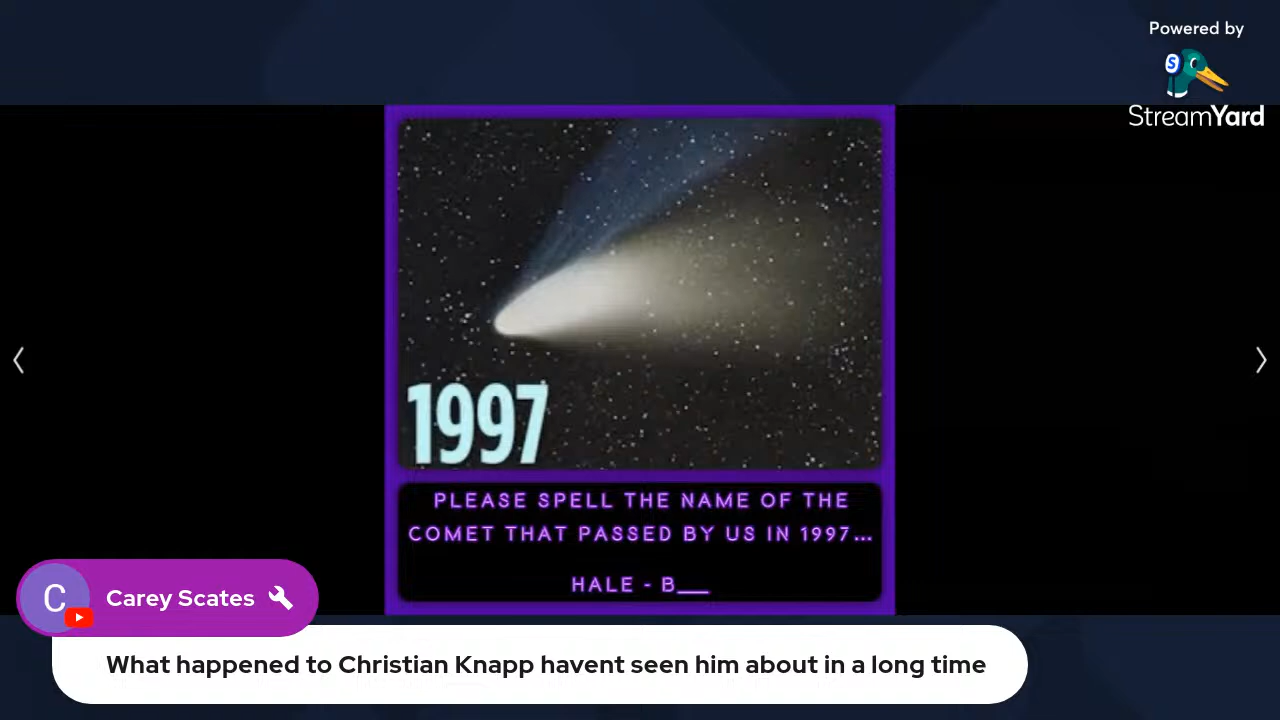 Powered by
StreamYard
1997
PLEASE SPELL THE NAME OF THE
COMET THAT PASSED BY US IN 1997...
HALE - B__
C Carey Scates
What happened to Christian Knapp havent seen him about in a long time